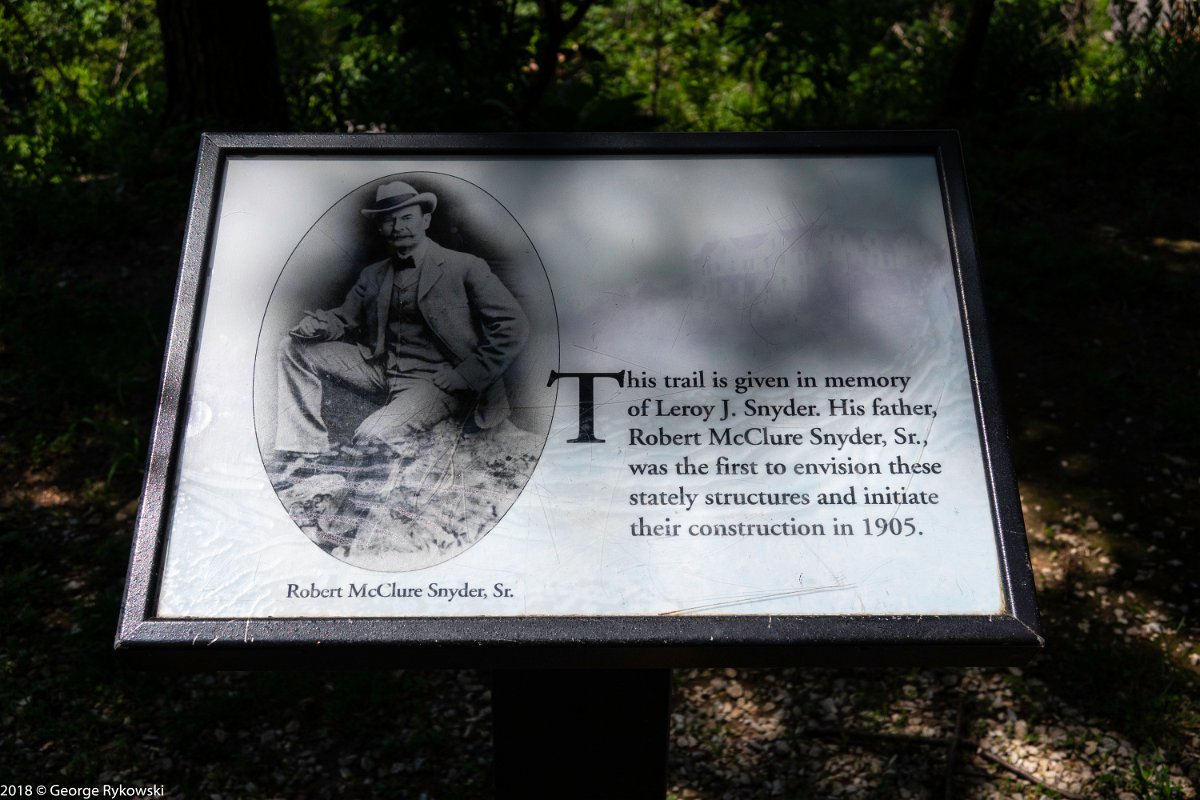 This trail is given in memory
of Leroy J. Snyder. His father,
Robert McClure Snyder, Sr.,
was the first to envision these
stately structures and initiate
their construction in 1905.
Robert McClure Snyder, Sr.
2018 © George Rykowski